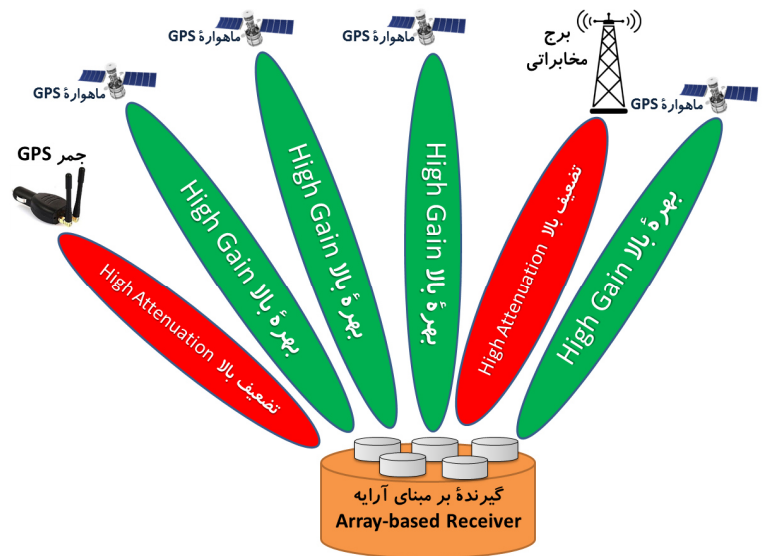 ماهوارهٔ GPS
ماهوارهٔ GPS
برج
مخابراتی
ماهوارهٔ GPS
ماهوارهٔ GPS
جمر GPS
High Attenuation تضعیف بالا
High Gain بهرهٔ بالا
High Gain بهرهٔ بالا
High Gain بهرهٔ بالا
High Attenuation تضعیف بالا
High Gain بهرهٔ بالا
گیرندهٔ بر مبنای آرایه
Array-based Receiver